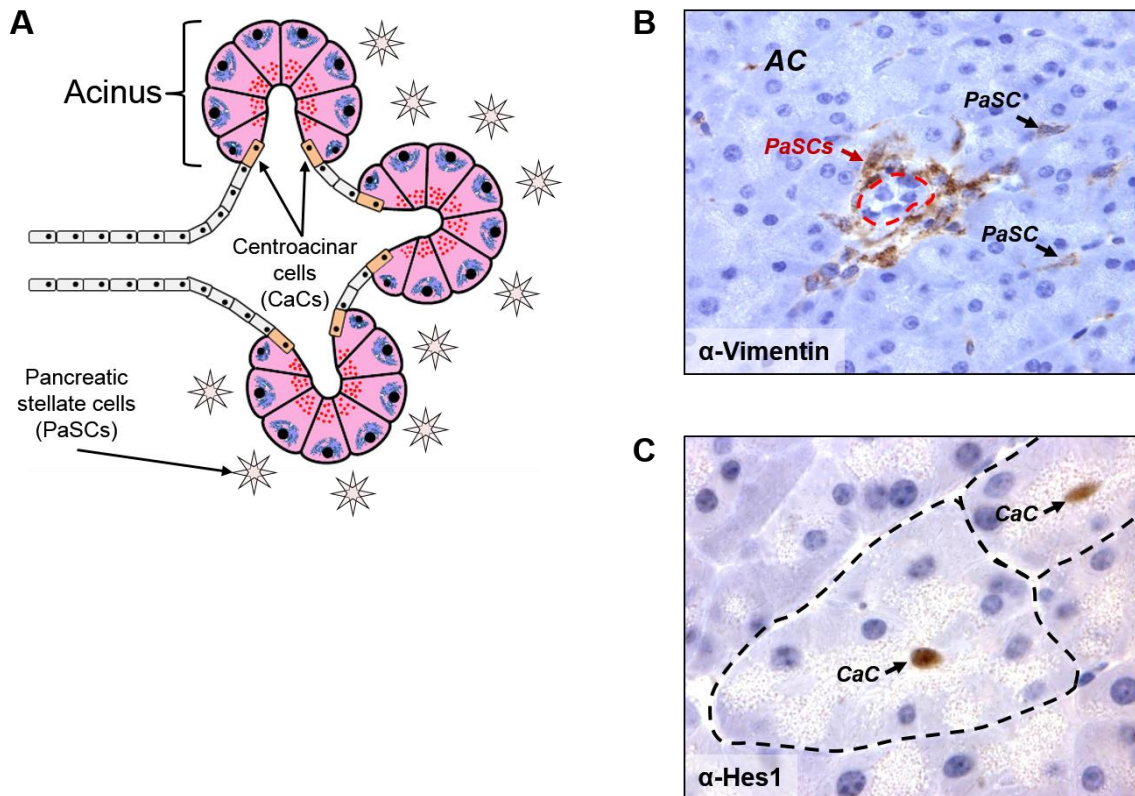 A
Acinus
Centroacinar
cells
(CaCs)
Pancreatic
stellate cells
(PaSCs)
B
AC
PaSC
PaSCs
PaSC
α-Vimentin
C
CaC
CaC
α-Hes1